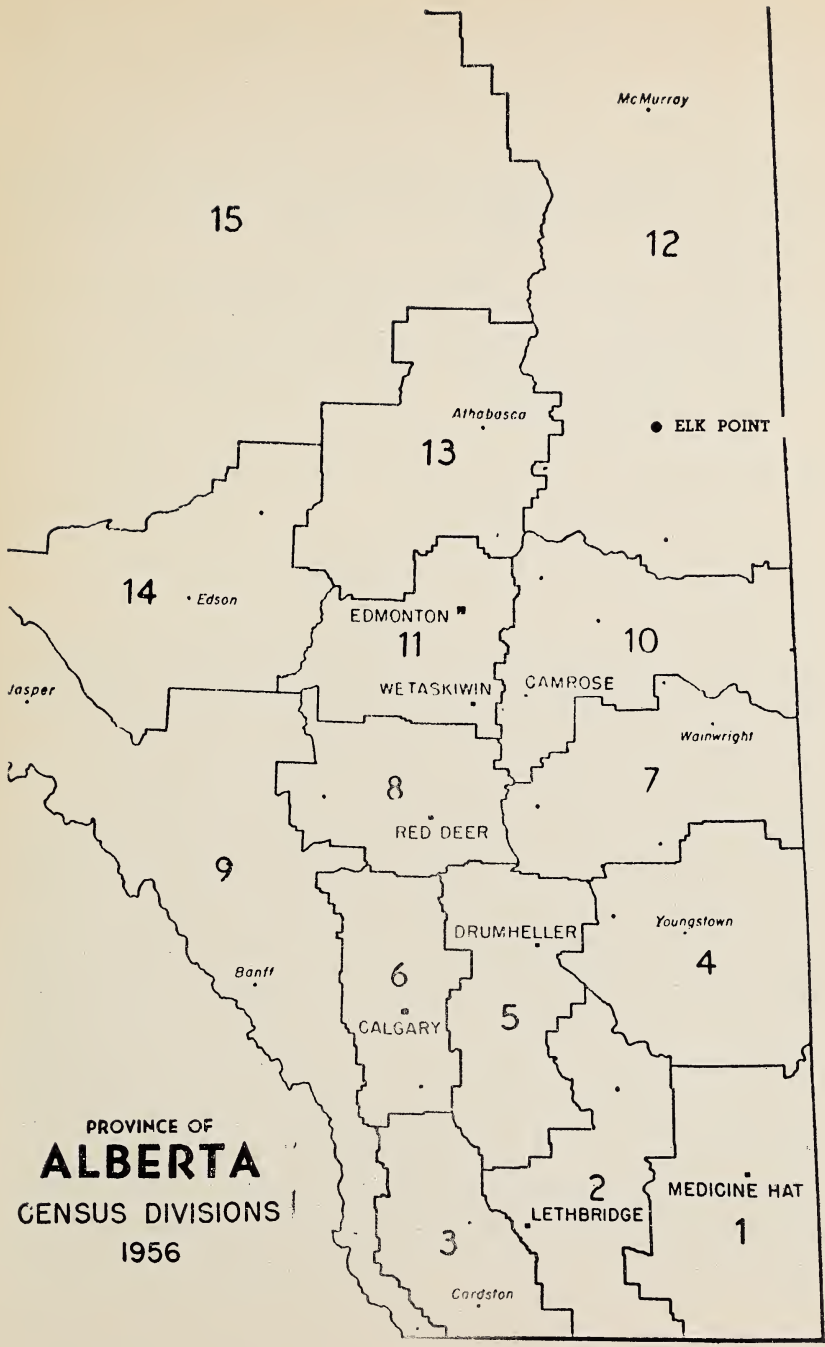 McMurray
15
12
Athabasca
ELK POINT
13
14
Edson
EDMONTON
11
10
Jasper
WETASKIWIN
CAMROSE
Wainwright
8
7
RED DEER
9
Youngstown
DRUMHELLER
4
Banff
6
5
CALGARY
PROVINCE OF
ALBERTA
CENSUS DIVISIONS
1956
2
MEDICINE HAT
LETHBRIDGE
1
3
Cardston